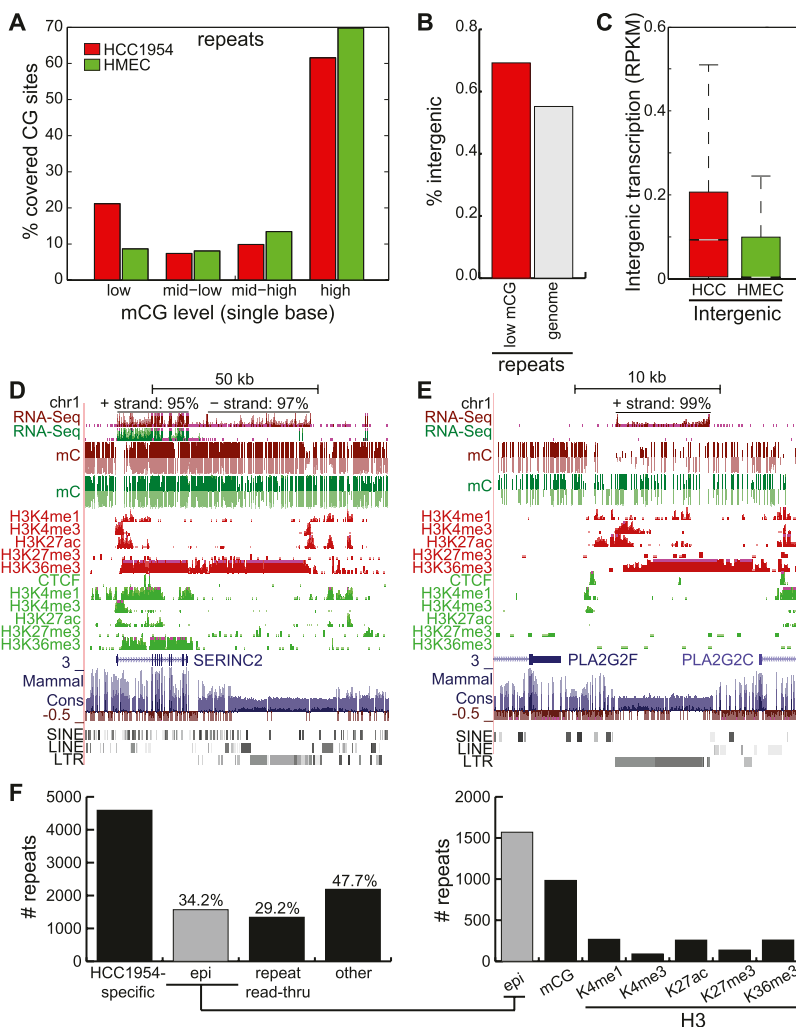 A
repeats
HCC1954
HMEC
% covered CG sites
70
60
50
40
30
20
10
0
low
mid-low
mid-high
high
mCG level (single base)
B
% intergenic
0.8
0.6
0.4
0.2
0.0
low mCG
genome
repeats
C
Intergenic transcription (RPKM)
0.6
0.4
0.2
0
HCC
HMEC
Intergenic
D
50 kb
chr1
+ strand: 95%
− strand: 97%
RNA-Seq
RNA-Seq
mC
mC
H3K4me1
H3K4me3
H3K27ac
H3K27me3
H3K36me3
CTCF
H3K4me1
H3K4me3
H3K27ac
H3K27me3
H3K36me3
SERINC2
3
Mammal
Cons
-0.5
SINE
LINE
LTR
E
10 kb
chr1
+ strand: 99%
RNA-Seq
RNA-Seq
mC
mC
H3K4me1
H3K4me3
H3K27ac
H3K27me3
H3K36me3
CTCF
H3K4me1
H3K4me3
H3K27ac
H3K27me3
H3K36me3
PLA2G2F
PLA2G2C
3
Mammal
Cons
-0.5
SINE
LINE
LTR
F
# repeats
5000
4000
3000
2000
1000
0
34.2%
29.2%
47.7%
HCC1954-
specific
epi
repeat
read-thru
other
# repeats
2000
1500
1000
500
0
epi
mCG
K4me1
K4me3
K27ac
K27me3
K36me3
H3